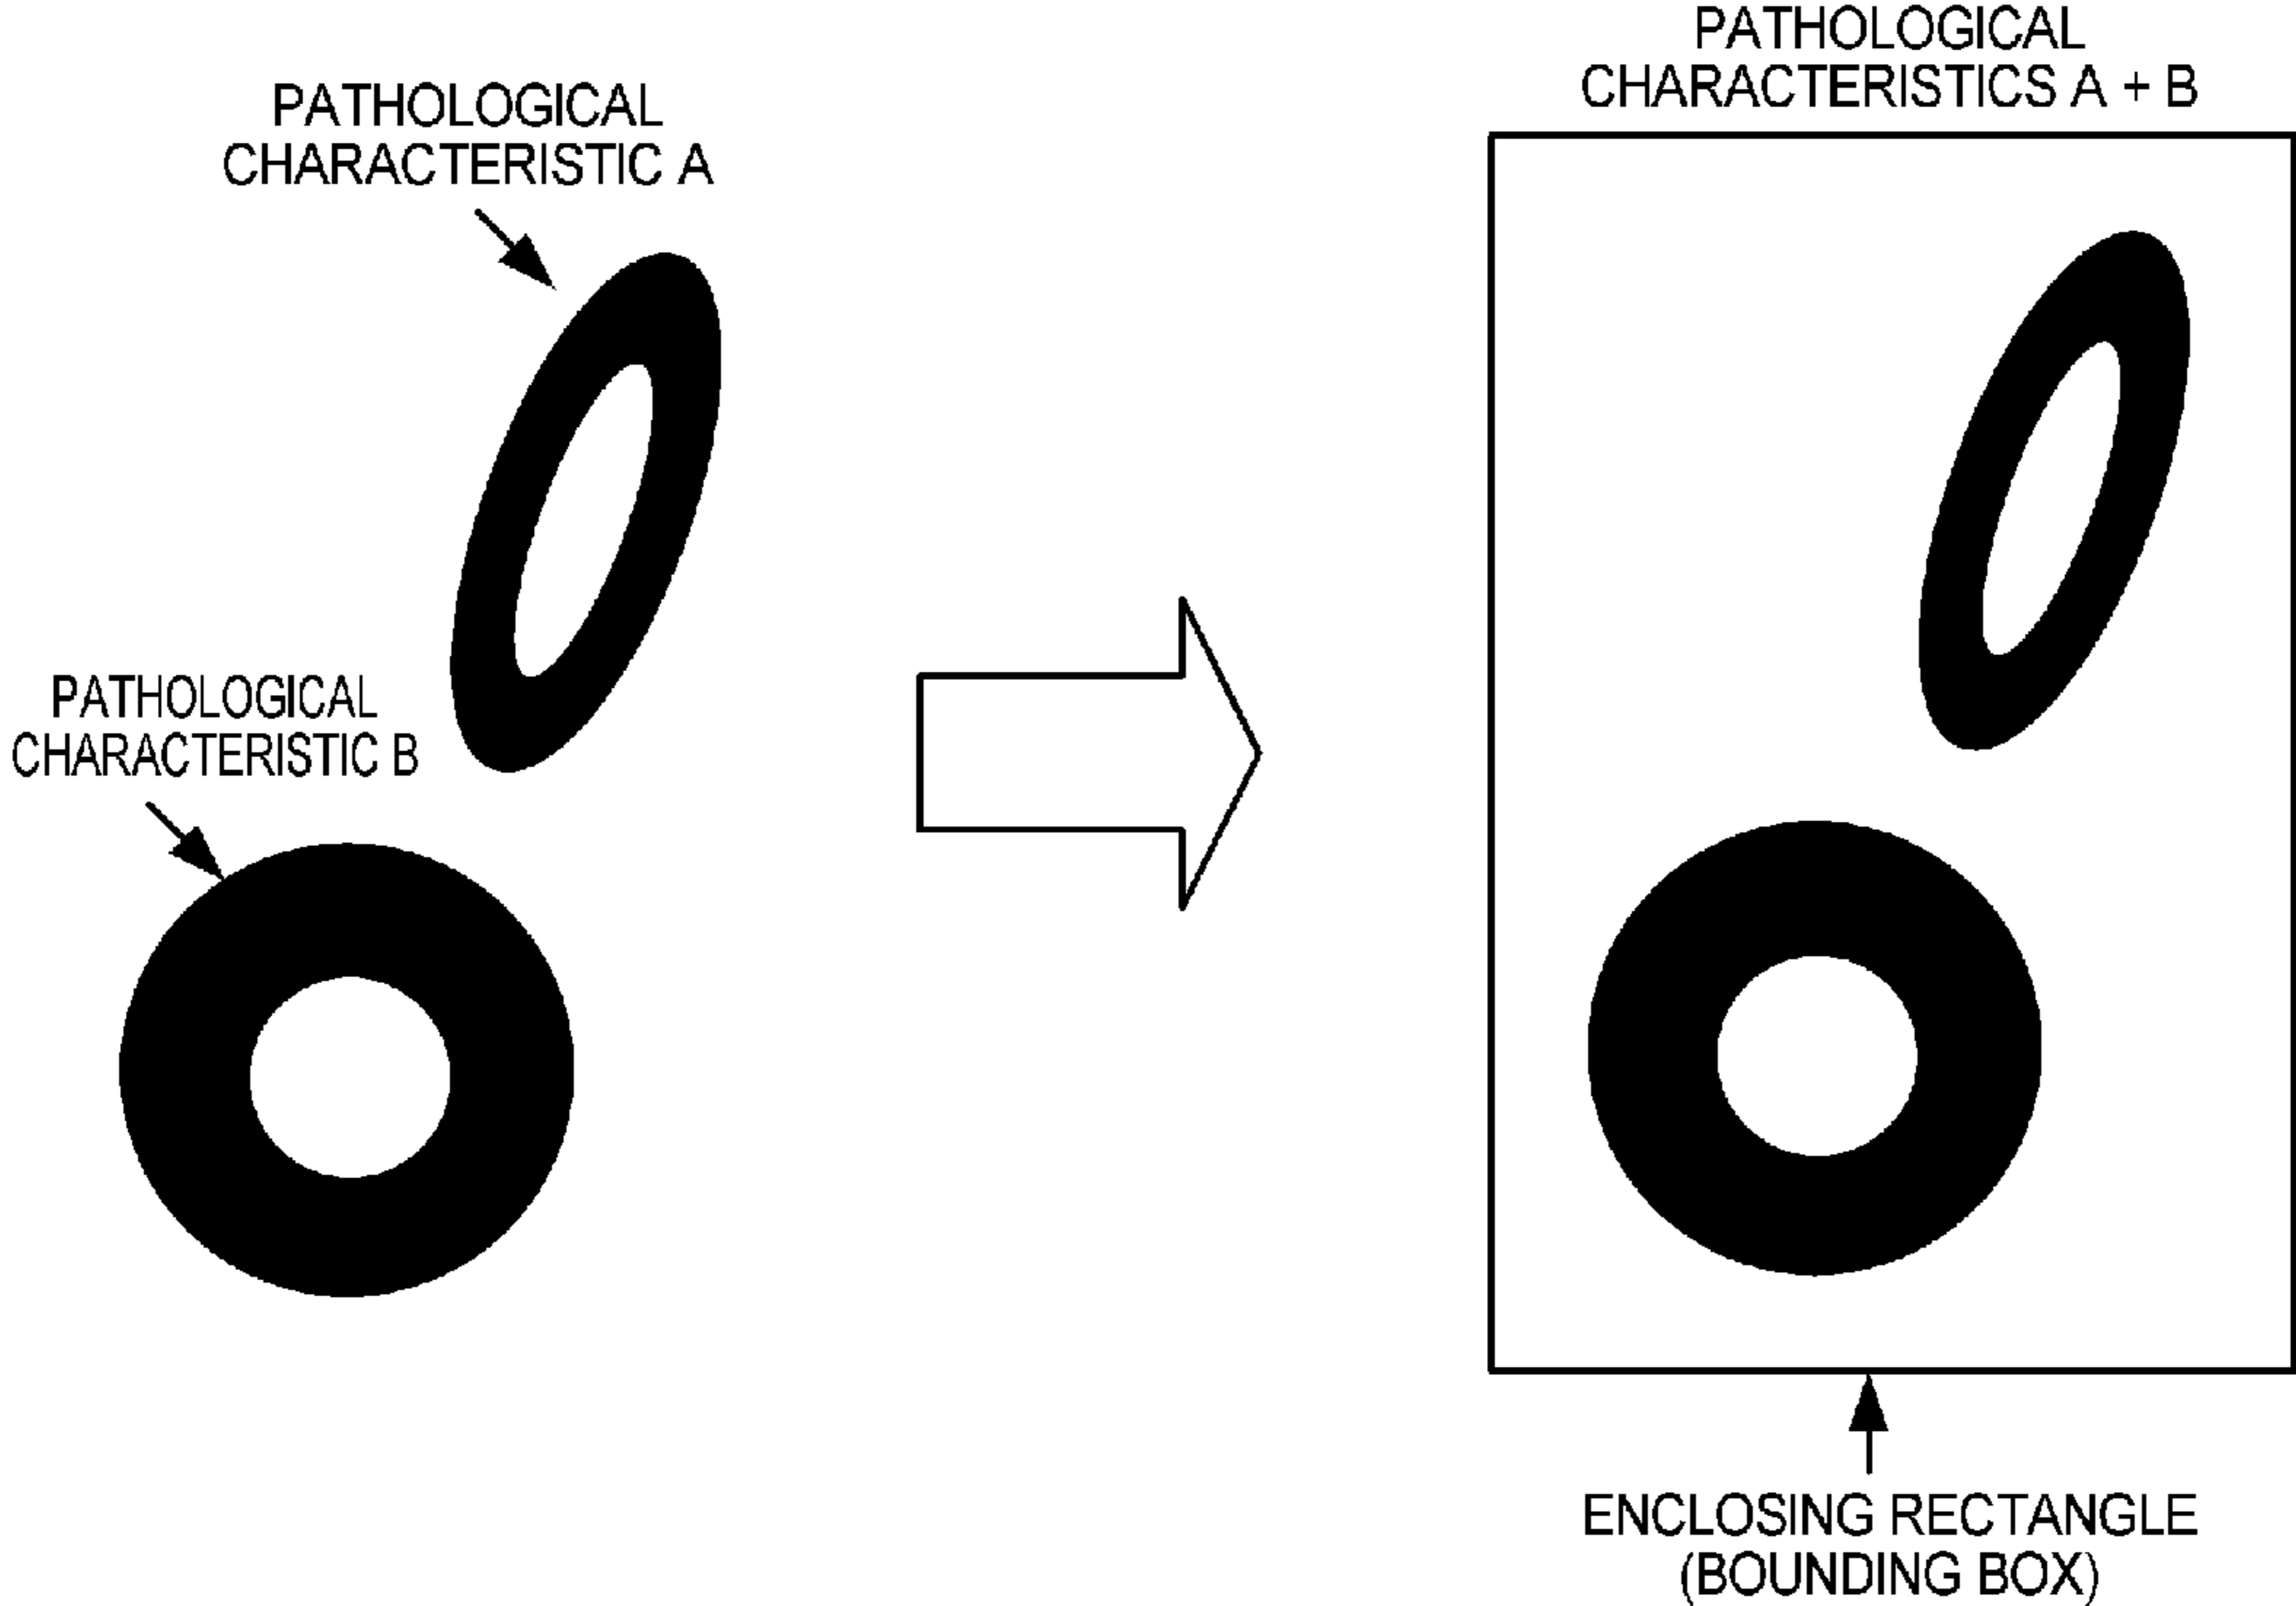 PATHOLOGICAL
CHARACTERISTIC A
PATHOLOGICAL
CHARACTERISTIC B
PATHOLOGICAL
CHARACTERISTICS A + B
ENCLOSING RECTANGLE
(BOUNDING BOX)